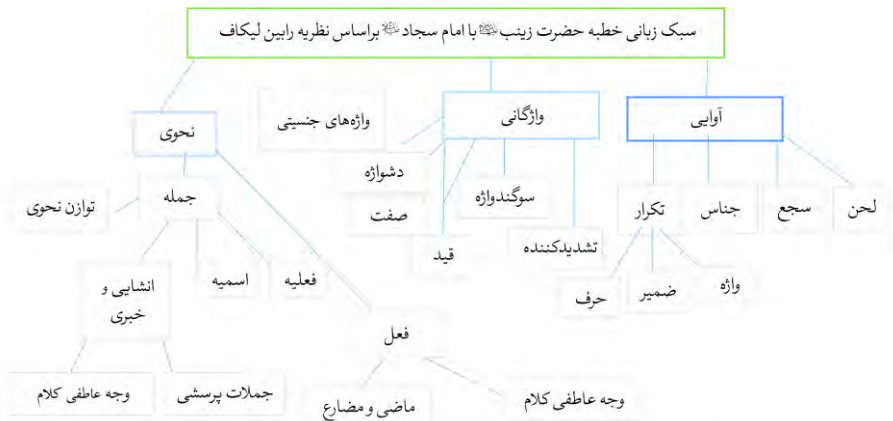 سبک زبانی خطبه حضرت زینب؏ با امام سجاد؏ براساس نظریه رابین لیکاف
آوایی
واژگانی
نحوی
لحن
سجع
جناس
تکرار
واژه
ضمیر
حرف
واژه‌های جنسیتی
دشواژه
صفت
قید
سوگندواژه
تشدیدکننده
جمله
توازن نحوی
فعلیه
اسمیه
انشایی و
خبری
جملات پرسشی
وجه عاطفی کلام
فعل
وجه عاطفی کلام
ماضی و مضارع